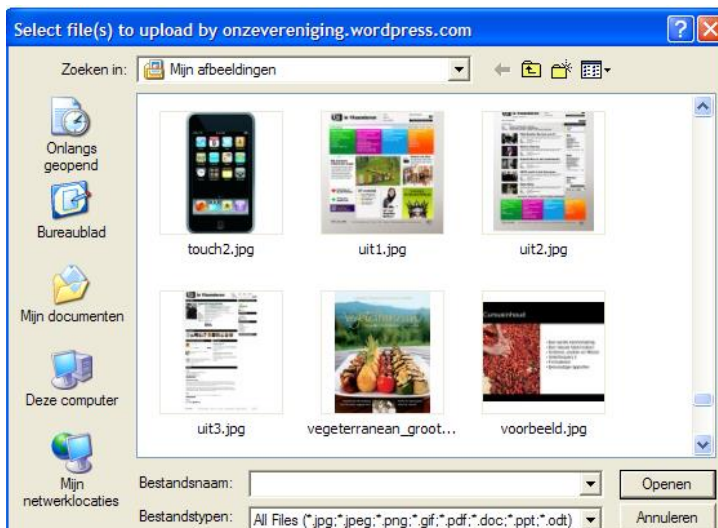 Select file(s) to upload by onzevereniging.wordpress.com
Zoeken in:
Mijn afbeeldingen
Onlangs
geopend
Bureaublad
Mijn documenten
Deze computer
Mijn
netwerklocaties
touch2.jpg
uit1.jpg
uit2.jpg
uit3.jpg
vegeterranean_groot...
voorbeeld.jpg
Bestandsnaam:
Openen
Bestandstypen:
All Files (*.jpg;*.jpeg;*.png;*.gif;*.pdf;*.doc;*.ppt;*.odt)
Annuleren